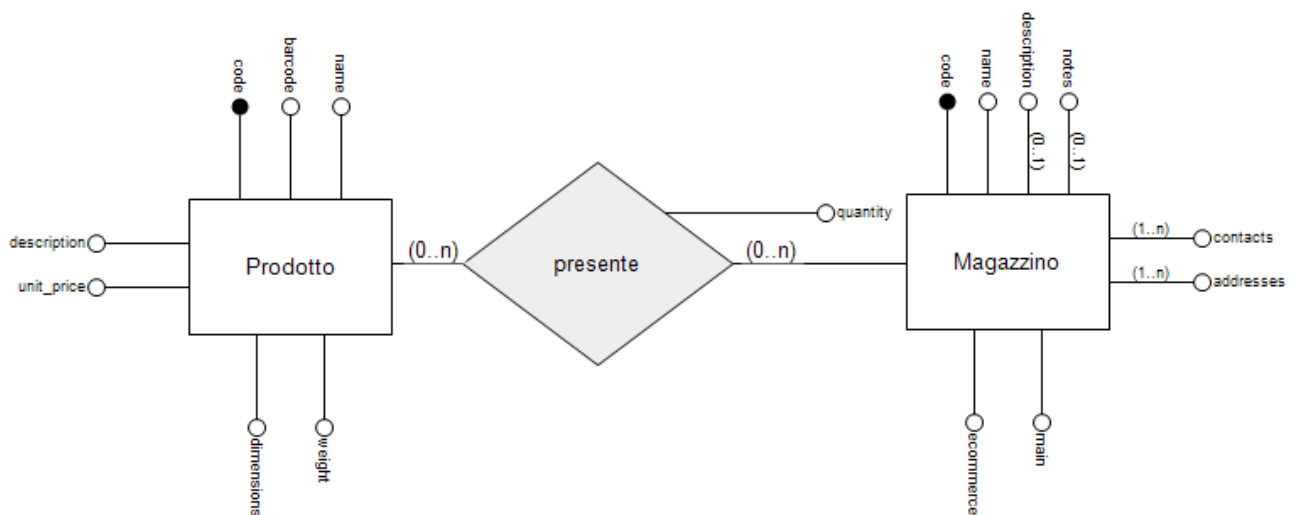 code
barcode
name
description
unit_price
Prodotto
dimensions
weight
(0..n)
presente
(0..n)
quantity
code
name
description
notes
(0..1)
(0..1)
Magazzino
(1..n)
contacts
(1..n)
addresses
ecommerce
main